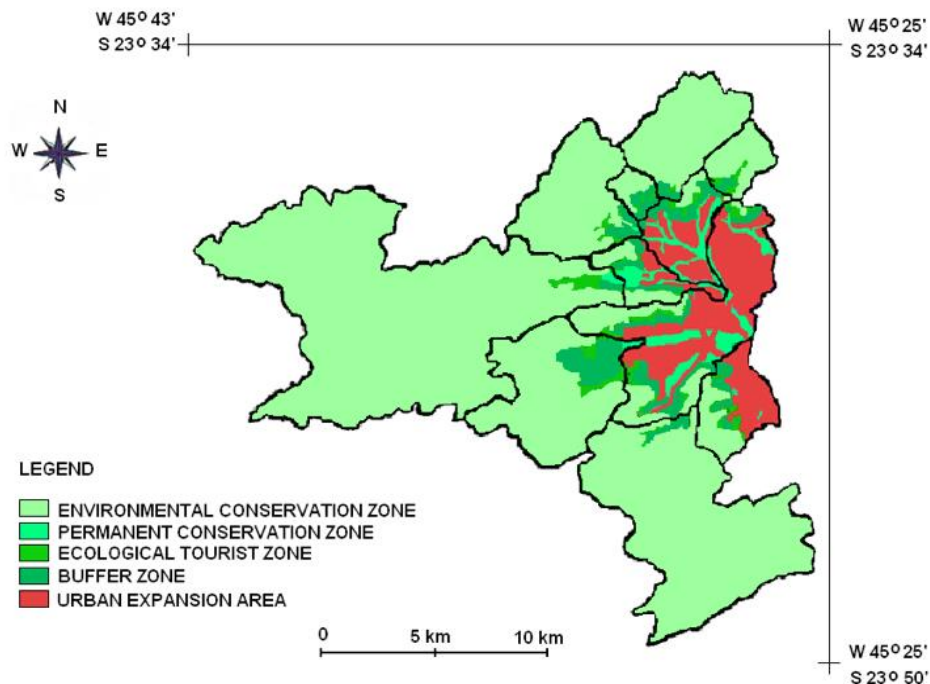 W 45 O 43'
S 23 O 34'
W 45 O 25'
S 23 O 34'
N
W E
S
LEGEND
ENVIRONMENTAL CONSERVATION ZONE
PERMANENT CONSERVATION ZONE
ECOLOGICAL TOURIST ZONE
BUFFER ZONE
URBAN EXPANSION AREA
0 5 km 10 km
W 45 O 25'
S 23 O 50'